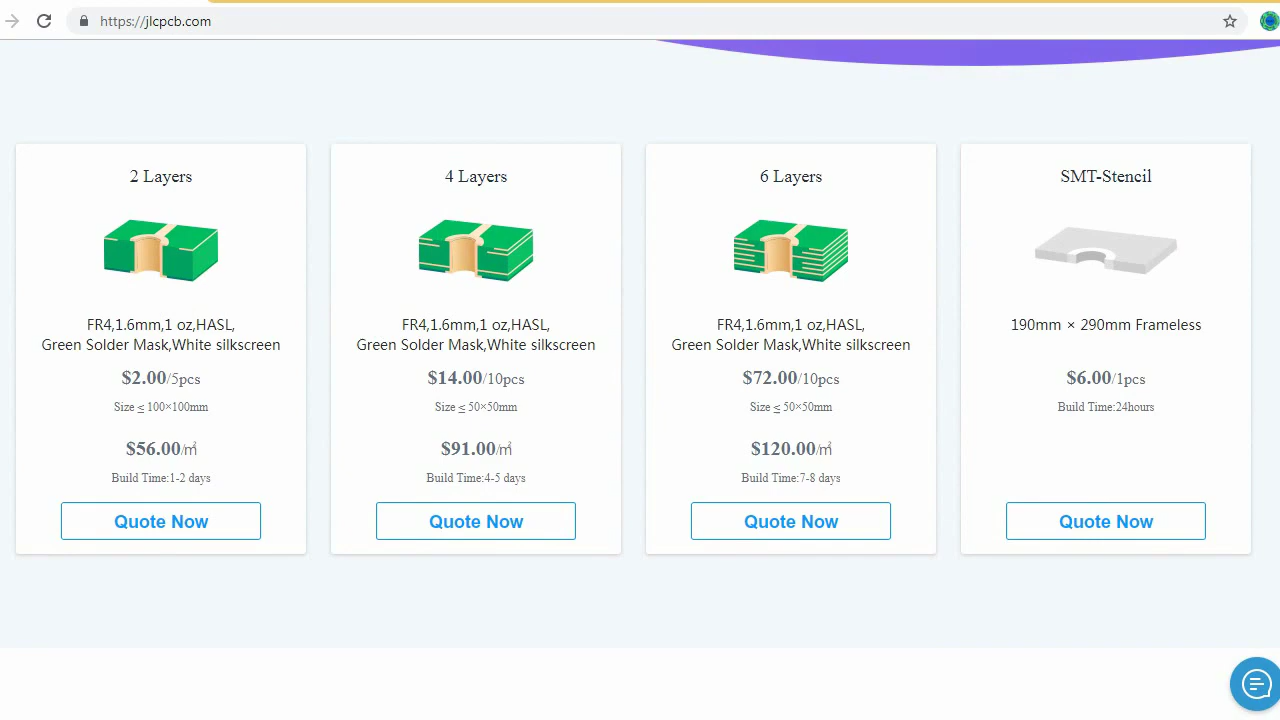 https://jlcpcb.com
2 Layers
FR4,1.6mm,1 oz,HASL,
Green Solder Mask,White silkscreen
$2.00/5pcs
Size ≤ 100×100mm
$56.00/㎡
Build Time:1-2 days
Quote Now
4 Layers
FR4,1.6mm,1 oz,HASL,
Green Solder Mask,White silkscreen
$14.00/10pcs
Size ≤ 50×50mm
$91.00/㎡
Build Time:4-5 days
Quote Now
6 Layers
FR4,1.6mm,1 oz,HASL,
Green Solder Mask,White silkscreen
$72.00/10pcs
Size ≤ 50×50mm
$120.00/㎡
Build Time:7-8 days
Quote Now
SMT-Stencil
190mm × 290mm Frameless
$6.00/1pcs
Build Time:24hours
Quote Now